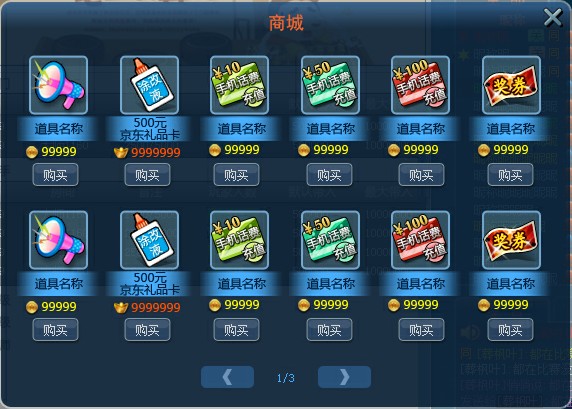 商城
涂改液
¥10 手机话费 充值
¥50 手机话费 充值
¥100 手机话费 充值
奖券
道具名称
500元
京东礼品卡
道具名称
道具名称
道具名称
道具名称
99999
9999999
99999
99999
99999
99999
购买
购买
购买
购买
购买
购买
涂改液
¥10 手机话费 充值
¥50 手机话费 充值
¥100 手机话费 充值
奖券
道具名称
500元
京东礼品卡
道具名称
道具名称
道具名称
道具名称
99999
9999999
99999
99999
99999
99999
购买
购买
购买
购买
购买
购买
1/3